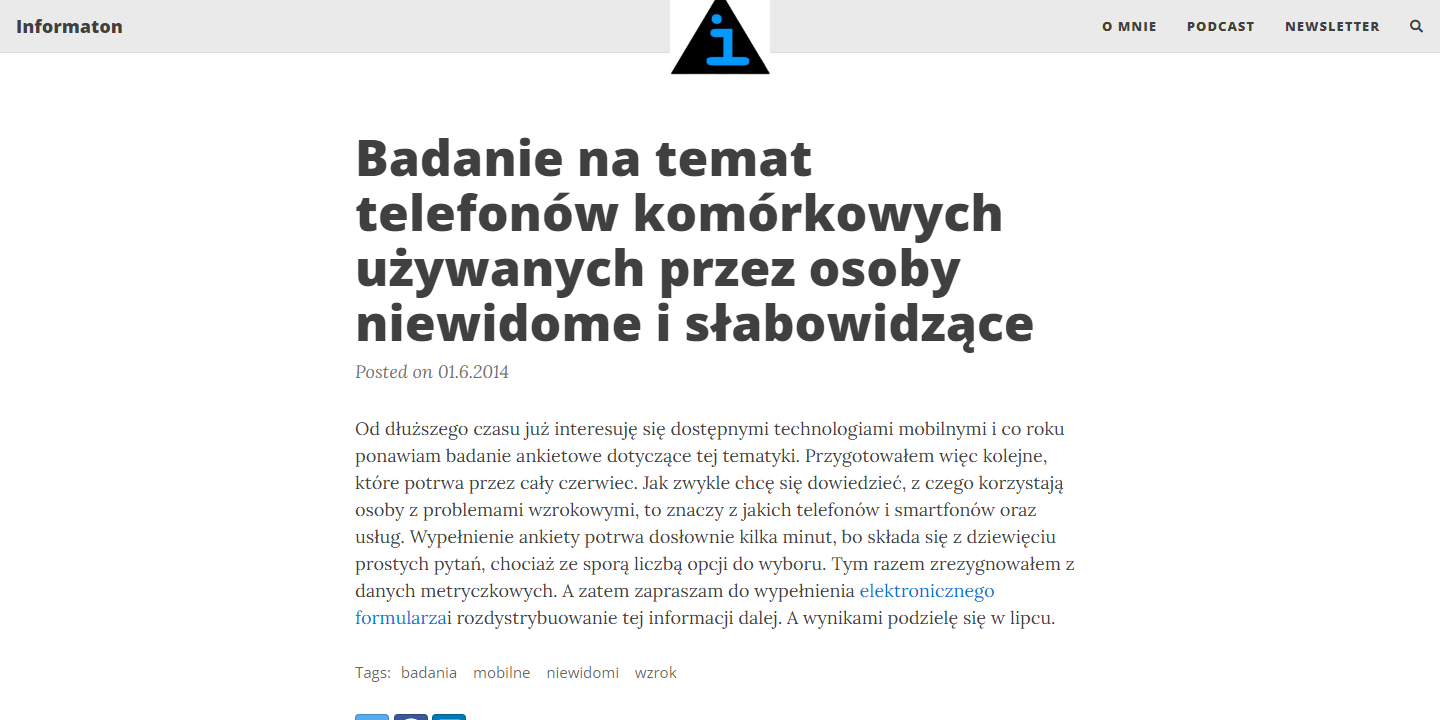 Informaton
i
O MNIE
PODCAST
NEWSLETTER
Badanie na temat
telefonów komórkowych
używanych przez osoby
niewidome i słabowidzące
Posted on 01.6.2014
Od dłuższego czasu już interesuję się dostępnymi technologiami mobilnymi i co roku
ponawiam badanie ankietowe dotyczące tej tematyki. Przygotowałem więc kolejne,
które potrwa przez cały czerwiec. Jak zwykle chcę się dowiedzieć, z czego korzystają
osoby z problemami wzrokowymi, to znaczy z jakich telefonów i smartfonów oraz
usług. Wypełnienie ankiety potrwa dosłownie kilka minut, bo składa się z dziewięciu
prostych pytań, chociaż ze sporą liczbą opcji do wyboru. Tym razem zrezygnowałem z
danych metryczkowych. A zatem zapraszam do wypełnienia elektronicznego
formularzai rozdystrybuowanie tej informacji dalej. A wynikami podzielę się w lipcu.
Tags: badania mobilne niewidomi wzrok